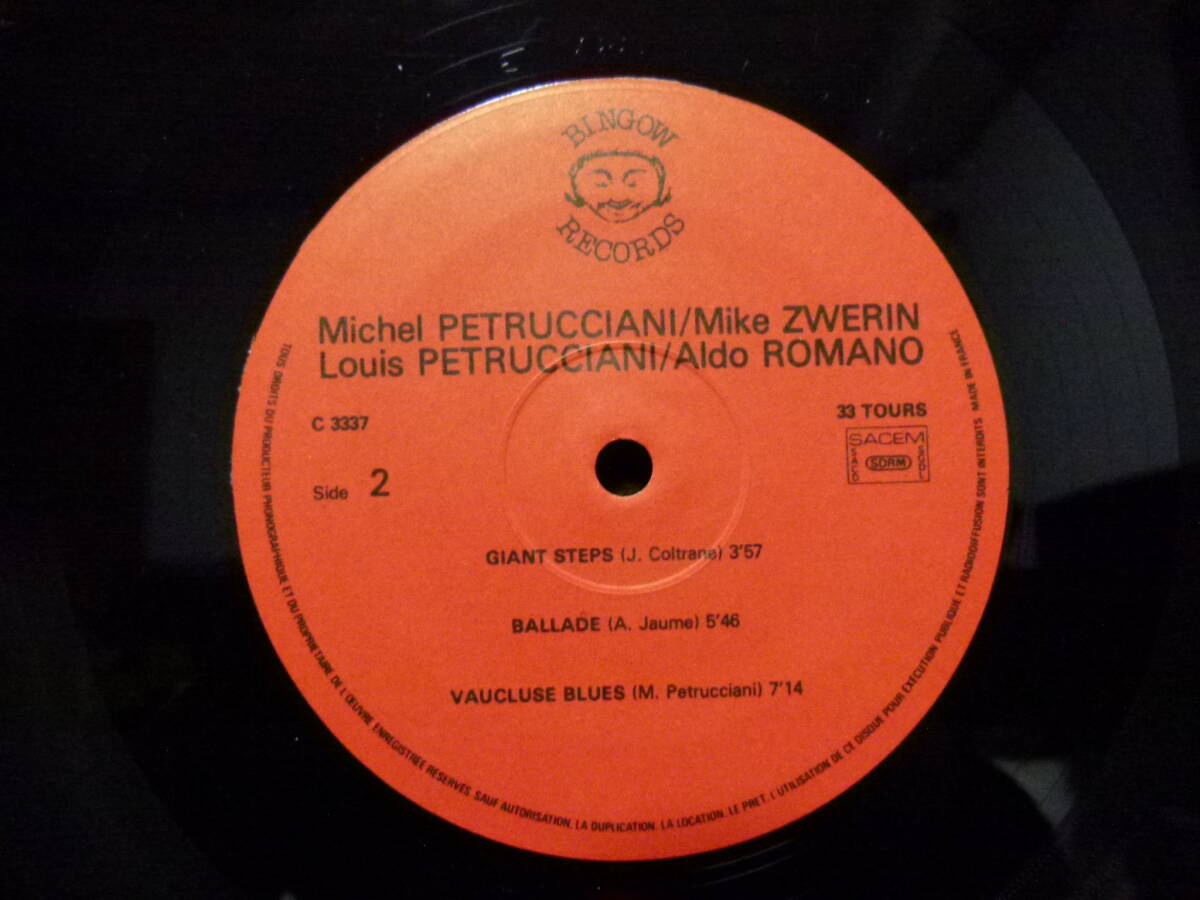 BINGOW
RECORDS
Michel PETRUCCIANI/Mike ZWERIN
Louis PETRUCCIANI/Aldo ROMANO
C 3337
33 TOURS
SACEM
SACD
SDRM
SGDL
Side 2
GIANT STEPS (J. Coltrane) 3'57
BALLADE (A. Jaume) 5'46
VAUCLUSE BLUES (M. Petrucciani) 7'14
TOUS DROITS DU PRODUCTEUR PHONOGRAPHIQUE ET DU PROPRIETAIRE DE L'ŒUVRE ENREGISTREE RESERVES. SAUF AUTORISATION, LA DUPLICATION, LA LOCATION, LE PRET, L'UTILISATION DE CE DISQUE POUR EXECUTION PUBLIQUE ET RADIODIFFUSION SONT INTERDITS MADE IN FRANCE